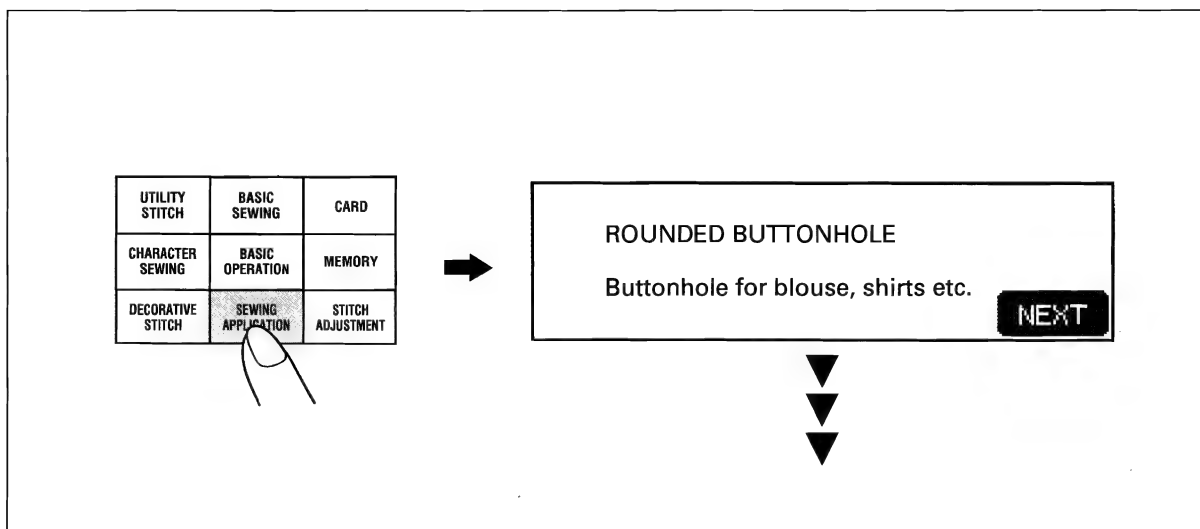 UTILITY
STITCH
BASIC
SEWING
CARD
CHARACTER
SEWING
BASIC
OPERATION
MEMORY
DECORATIVE
STITCH
SEWING
APPLICATION
STITCH
ADJUSTMENT
ROUNDED BUTTONHOLE
Buttonhole for blouse, shirts etc.
NEXT